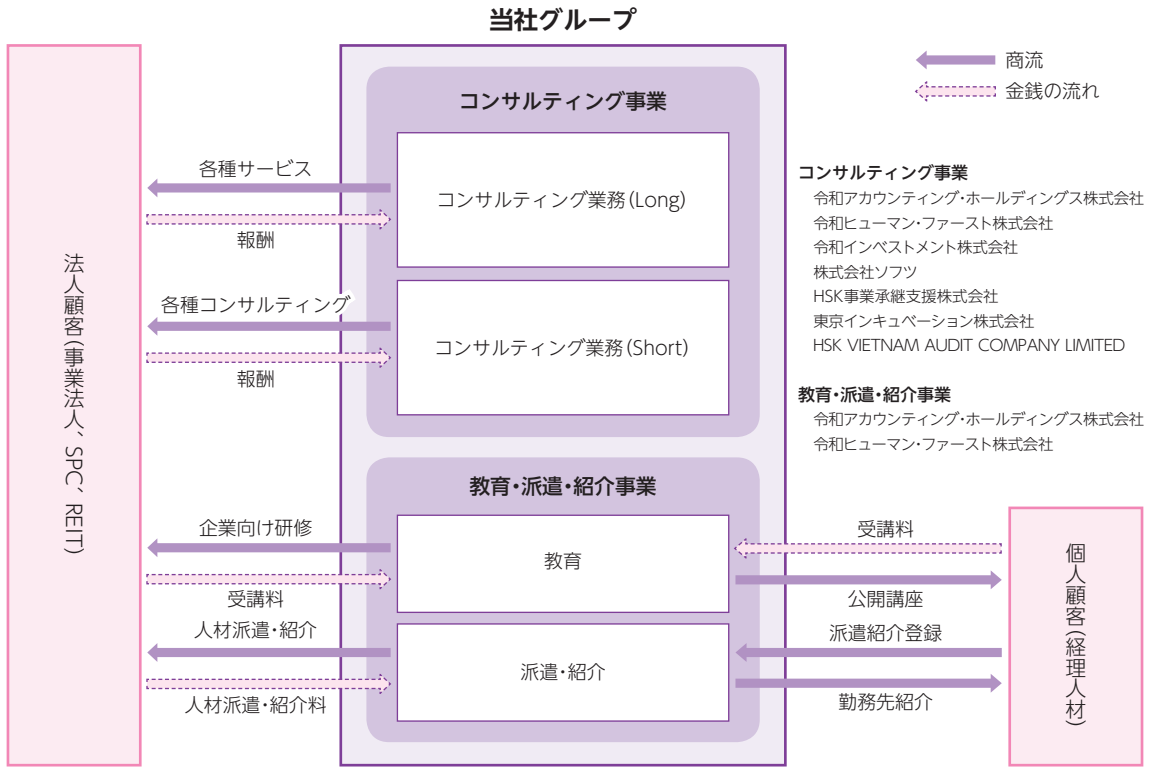 当社グループ
商流
金銭の流れ
コンサルティング事業
コンサルティング業務(Long)
コンサルティング業務(Short)
各種サービス
報酬
各種コンサルティング
報酬
法人顧客(事業法人、SPC、REIT)
コンサルティング事業
令和アカウンティング・ホールディングス株式会社
令和ヒューマン・ファースト株式会社
令和インベストメント株式会社
株式会社ソフツ
HSK事業承継支援株式会社
東京インキュベーション株式会社
HSK VIETNAM AUDIT COMPANY LIMITED
教育・派遣・紹介事業
令和アカウンティング・ホールディングス株式会社
令和ヒューマン・ファースト株式会社
教育・派遣・紹介事業
企業向け研修
教育
受講料
受講料
公開講座
人材派遣・紹介
派遣・紹介
派遣紹介登録
人材派遣・紹介料
勤務先紹介
個人顧客(経理人材)